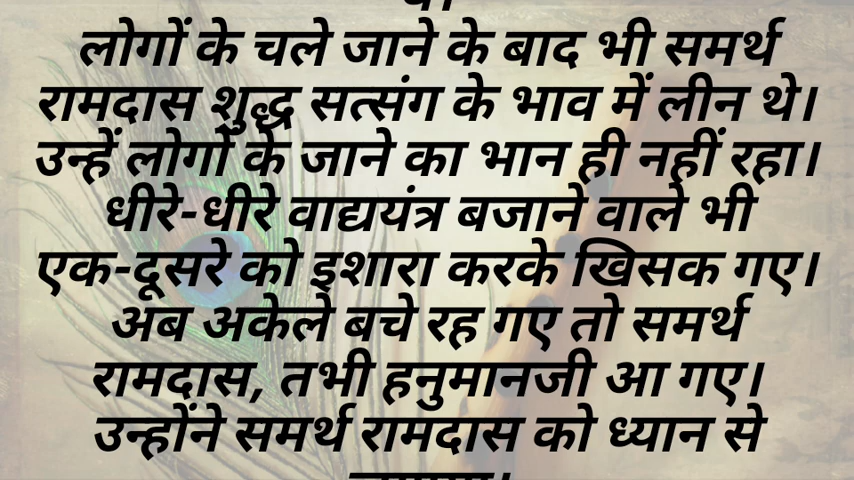 लोगों के चले जाने के बाद भी समर्थ
रामदास शुद्ध सत्संग के भाव में लीन थे।
उन्हें लोगों के जाने का भान ही नहीं रहा।
धीरे-धीरे वाद्ययंत्र बजाने वाले भी
एक-दूसरे को इशारा करके खिसक गए।
अब अकेले बचे रह गए तो समर्थ
रामदास, तभी हनुमानजी आ गए।
उन्होंने समर्थ रामदास को ध्यान से